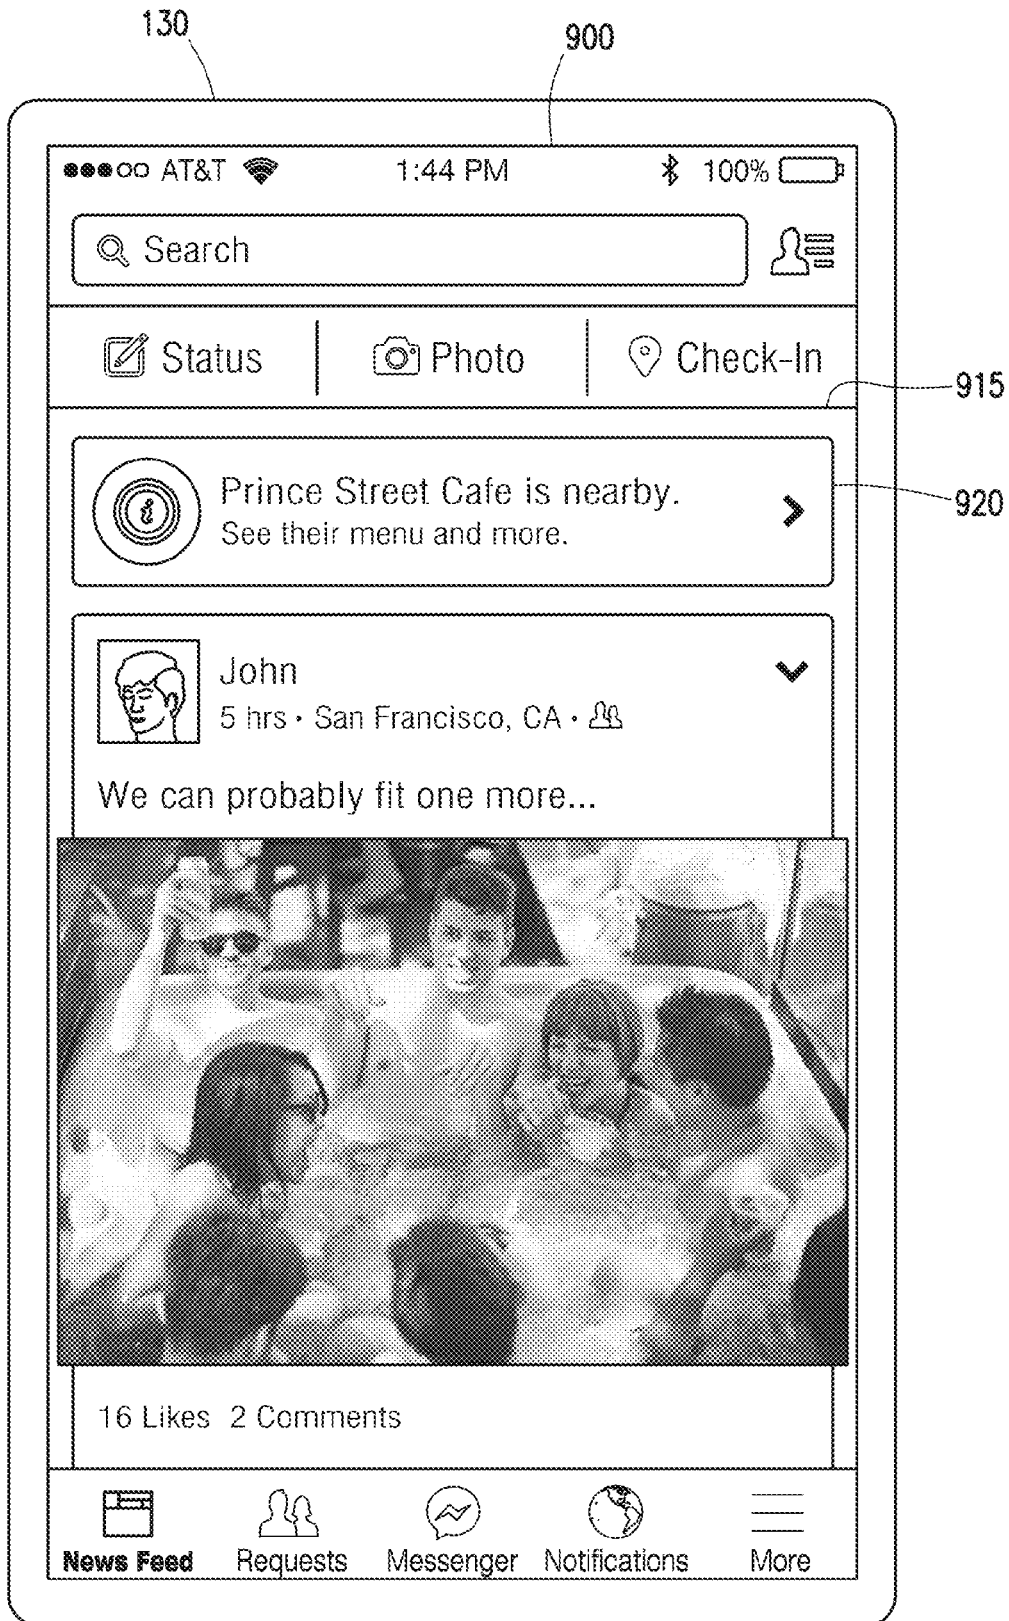 130
900
AT&T 1:44 PM 100%
Search
Status Photo Check-In
915
Prince Street Cafe is nearby.
920
See their menu and more.
John
5 hrs · San Francisco, CA ·
We can probably fit one more...
16 Likes 2 Comments
News Feed Requests Messenger Notifications More